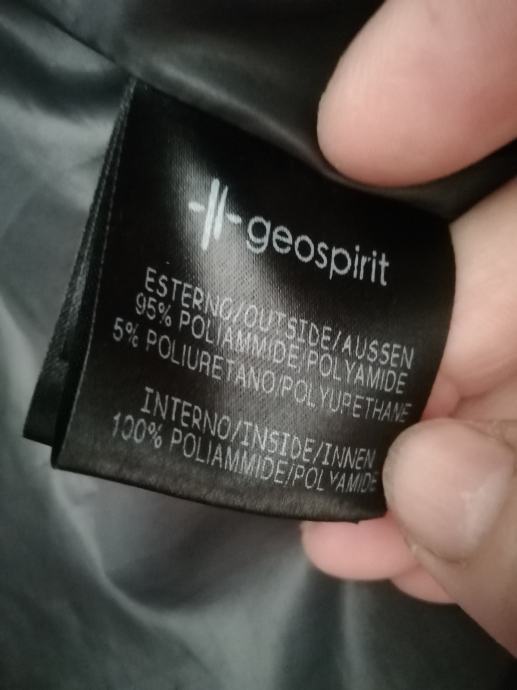 geospirit
ESTERNO/OUTSIDE/AUSSEN
95% POLIAMMIDE/POLYAMIDE
5% POLIURETANO/POLYURETHANE
INTERNO/INSIDE/INNEN
100% POLIAMMIDE/POLYAMIDE